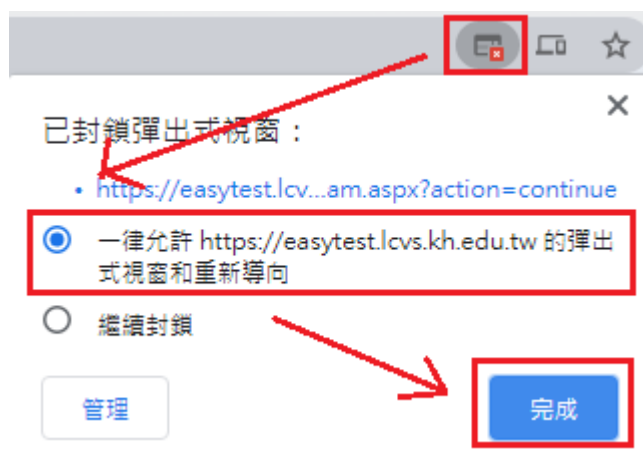 已封鎖彈出式視窗：
• https://easytest.lcv...am.aspx?action=continue
一律允許 https://easytest.lcvs.kh.edu.tw 的彈出
式視窗和重新導向
繼續封鎖
管理
完成